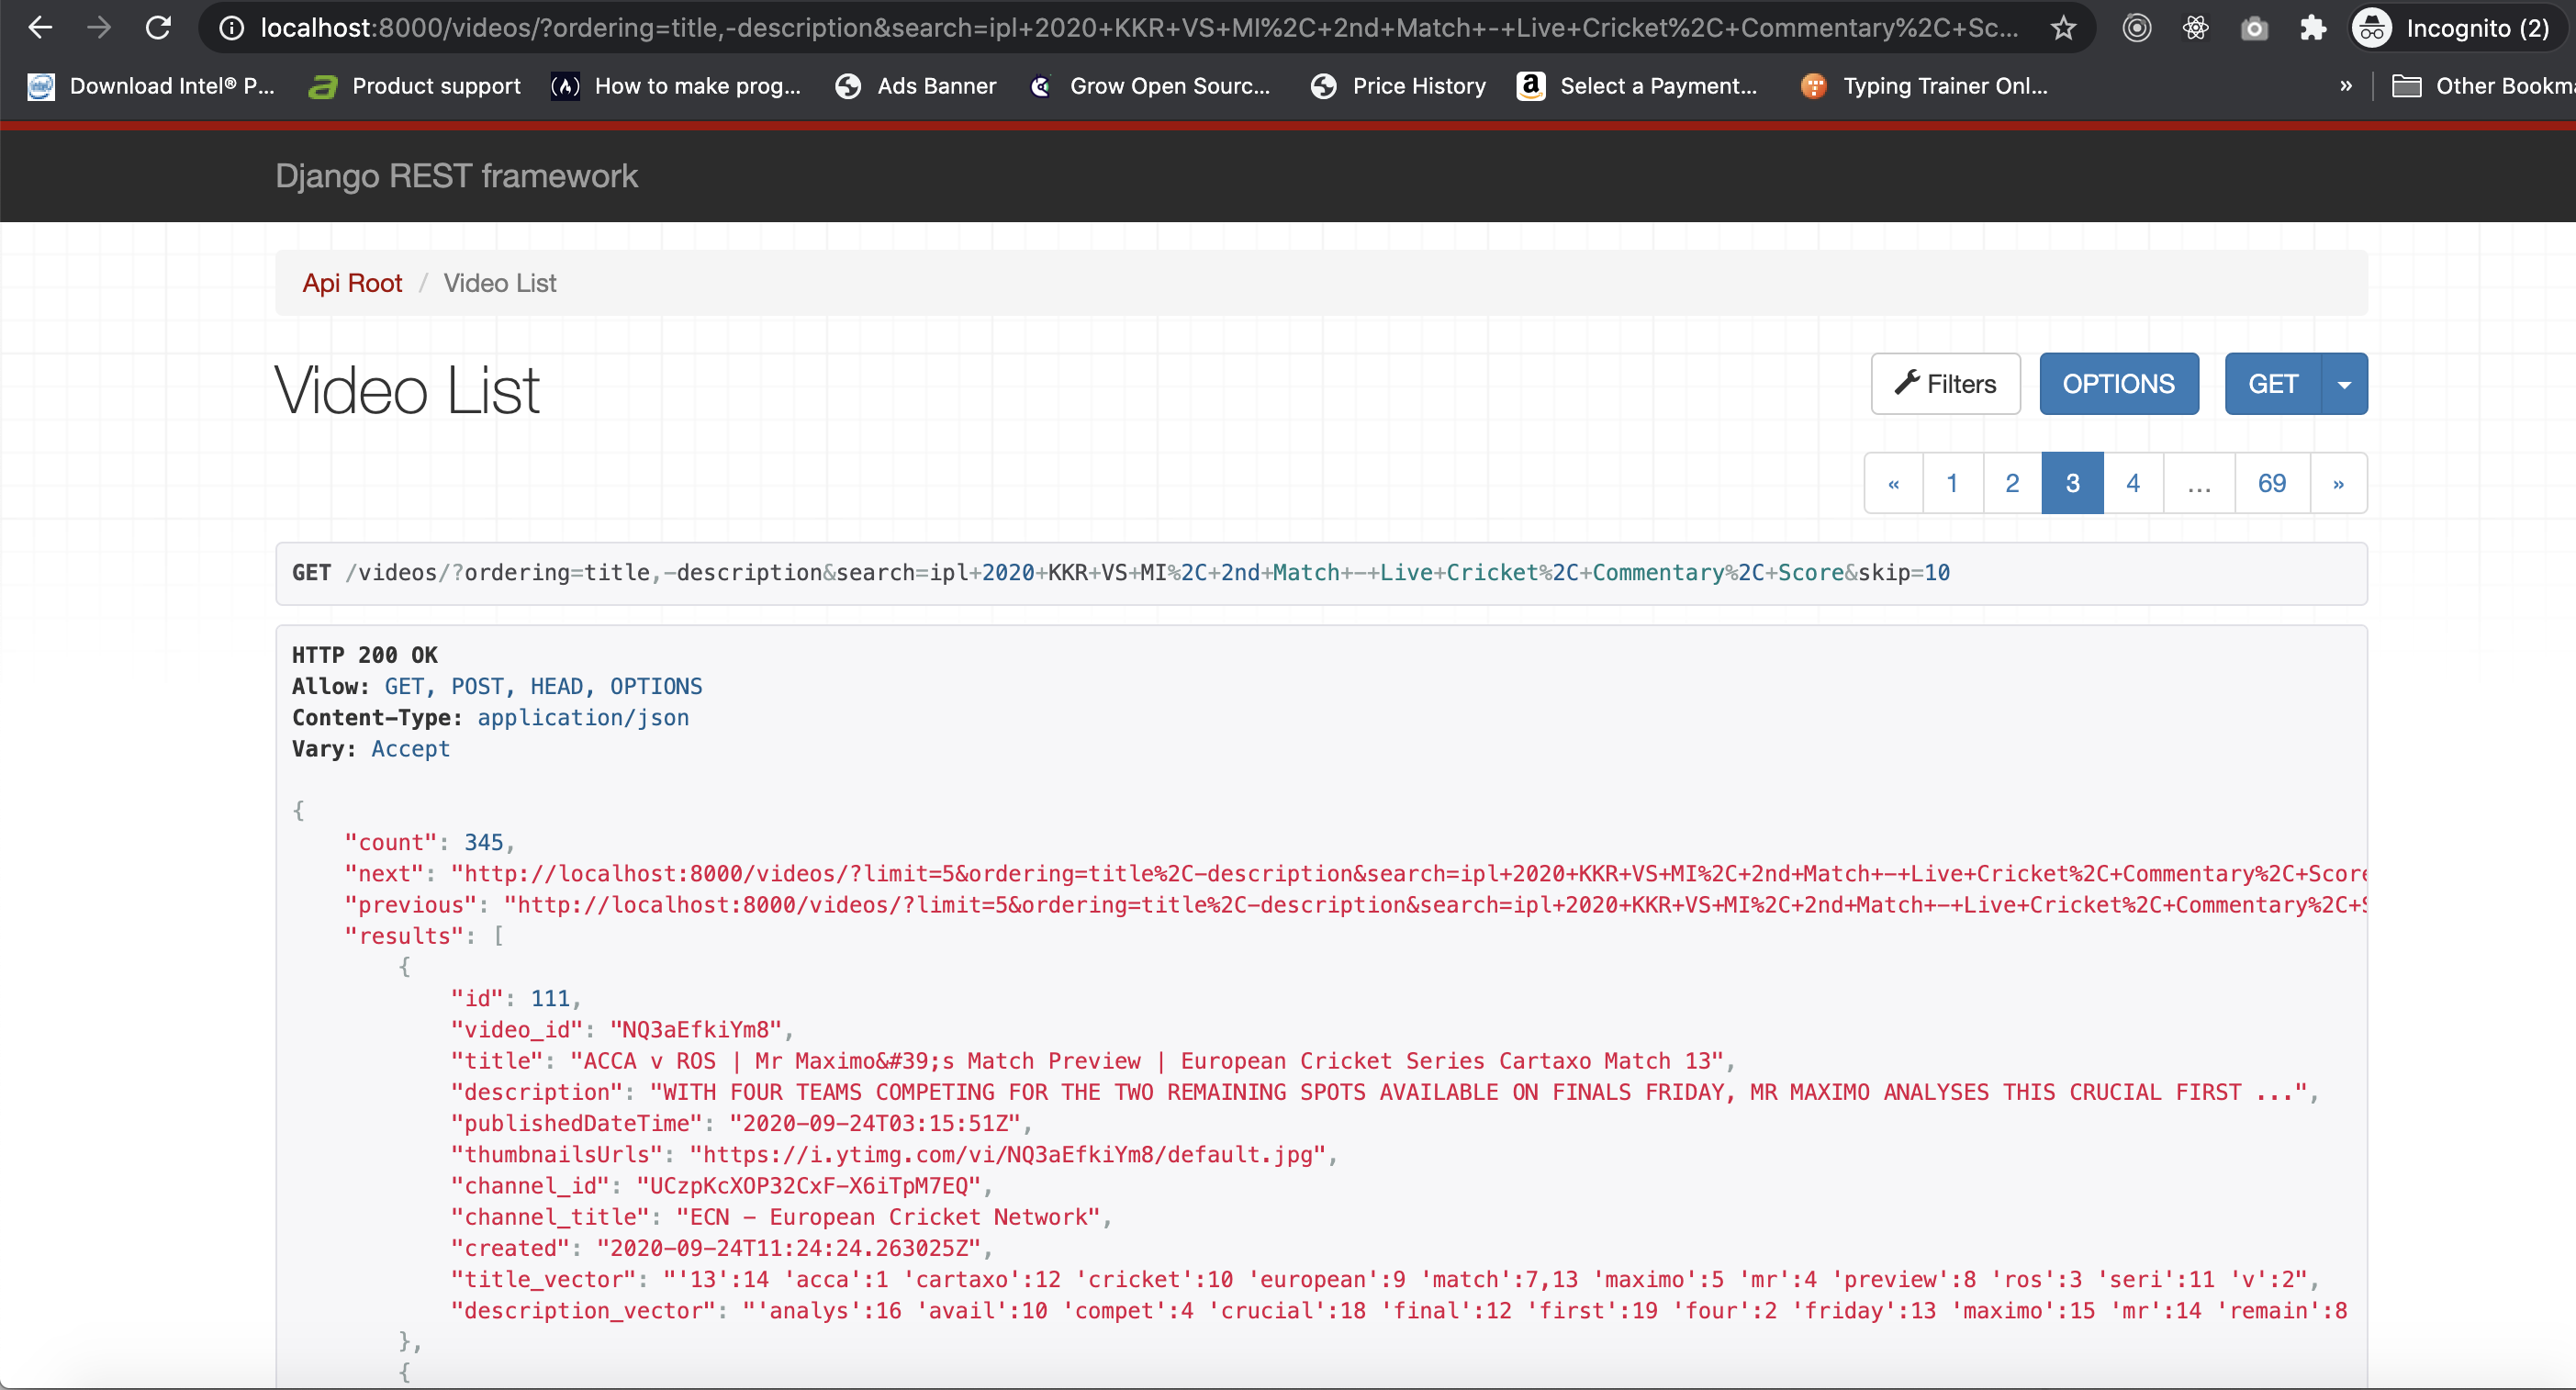 localhost:8000/videos/?ordering=title,-description&search=ipl+2020+KKR+VS+MI%2C+2nd+Match+-+Live+Cricket%2C+Commentary%2C+Sc... Incognito (2)
Download Intel® P... Product support How to make prog... Ads Banner Grow Open Sourc... Price History Select a Payment... Typing Trainer Onl... » Other Bookma
Django REST framework
Api Root / Video List
Video List Filters OPTIONS GET
« 1 2 3 4 ... 69 »
GET /videos/?ordering=title,-description&search=ipl+2020+KKR+VS+MI%2C+2nd+Match+-+Live+Cricket%2C+Commentary%2C+Score&skip=10
HTTP 200 OK
Allow: GET, POST, HEAD, OPTIONS
Content-Type: application/json
Vary: Accept
{
"count": 345,
"next": "http://localhost:8000/videos/?limit=5&ordering=title%2C-description&search=ipl+2020+KKR+VS+MI%2C+2nd+Match+-+Live+Cricket%2C+Commentary%2C+Score
"previous": "http://localhost:8000/videos/?limit=5&ordering=title%2C-description&search=ipl+2020+KKR+VS+MI%2C+2nd+Match+-+Live+Cricket%2C+Commentary%2C+S
"results": [
{
"id": 111,
"video_id": "NQ3aEfkiYm8",
"title": "ACCA v ROS | Mr Maximo&#39;s Match Preview | European Cricket Series Cartaxo Match 13",
"description": "WITH FOUR TEAMS COMPETING FOR THE TWO REMAINING SPOTS AVAILABLE ON FINALS FRIDAY, MR MAXIMO ANALYSES THIS CRUCIAL FIRST ...",
"publishedDateTime": "2020-09-24T03:15:51Z",
"thumbnailsUrls": "https://i.ytimg.com/vi/NQ3aEfkiYm8/default.jpg",
"channel_id": "UCzpKcXOP32CxF-X6iTpM7EQ",
"channel_title": "ECN - European Cricket Network",
"created": "2020-09-24T11:24:24.263025Z",
"title_vector": "'13':14 'acca':1 'cartaxo':12 'cricket':10 'european':9 'match':7,13 'maximo':5 'mr':4 'preview':8 'ros':3 'seri':11 'v':2",
"description_vector": "'analys':16 'avail':10 'compet':4 'crucial':18 'final':12 'first':19 'four':2 'friday':13 'maximo':15 'mr':14 'remain':8
},
{